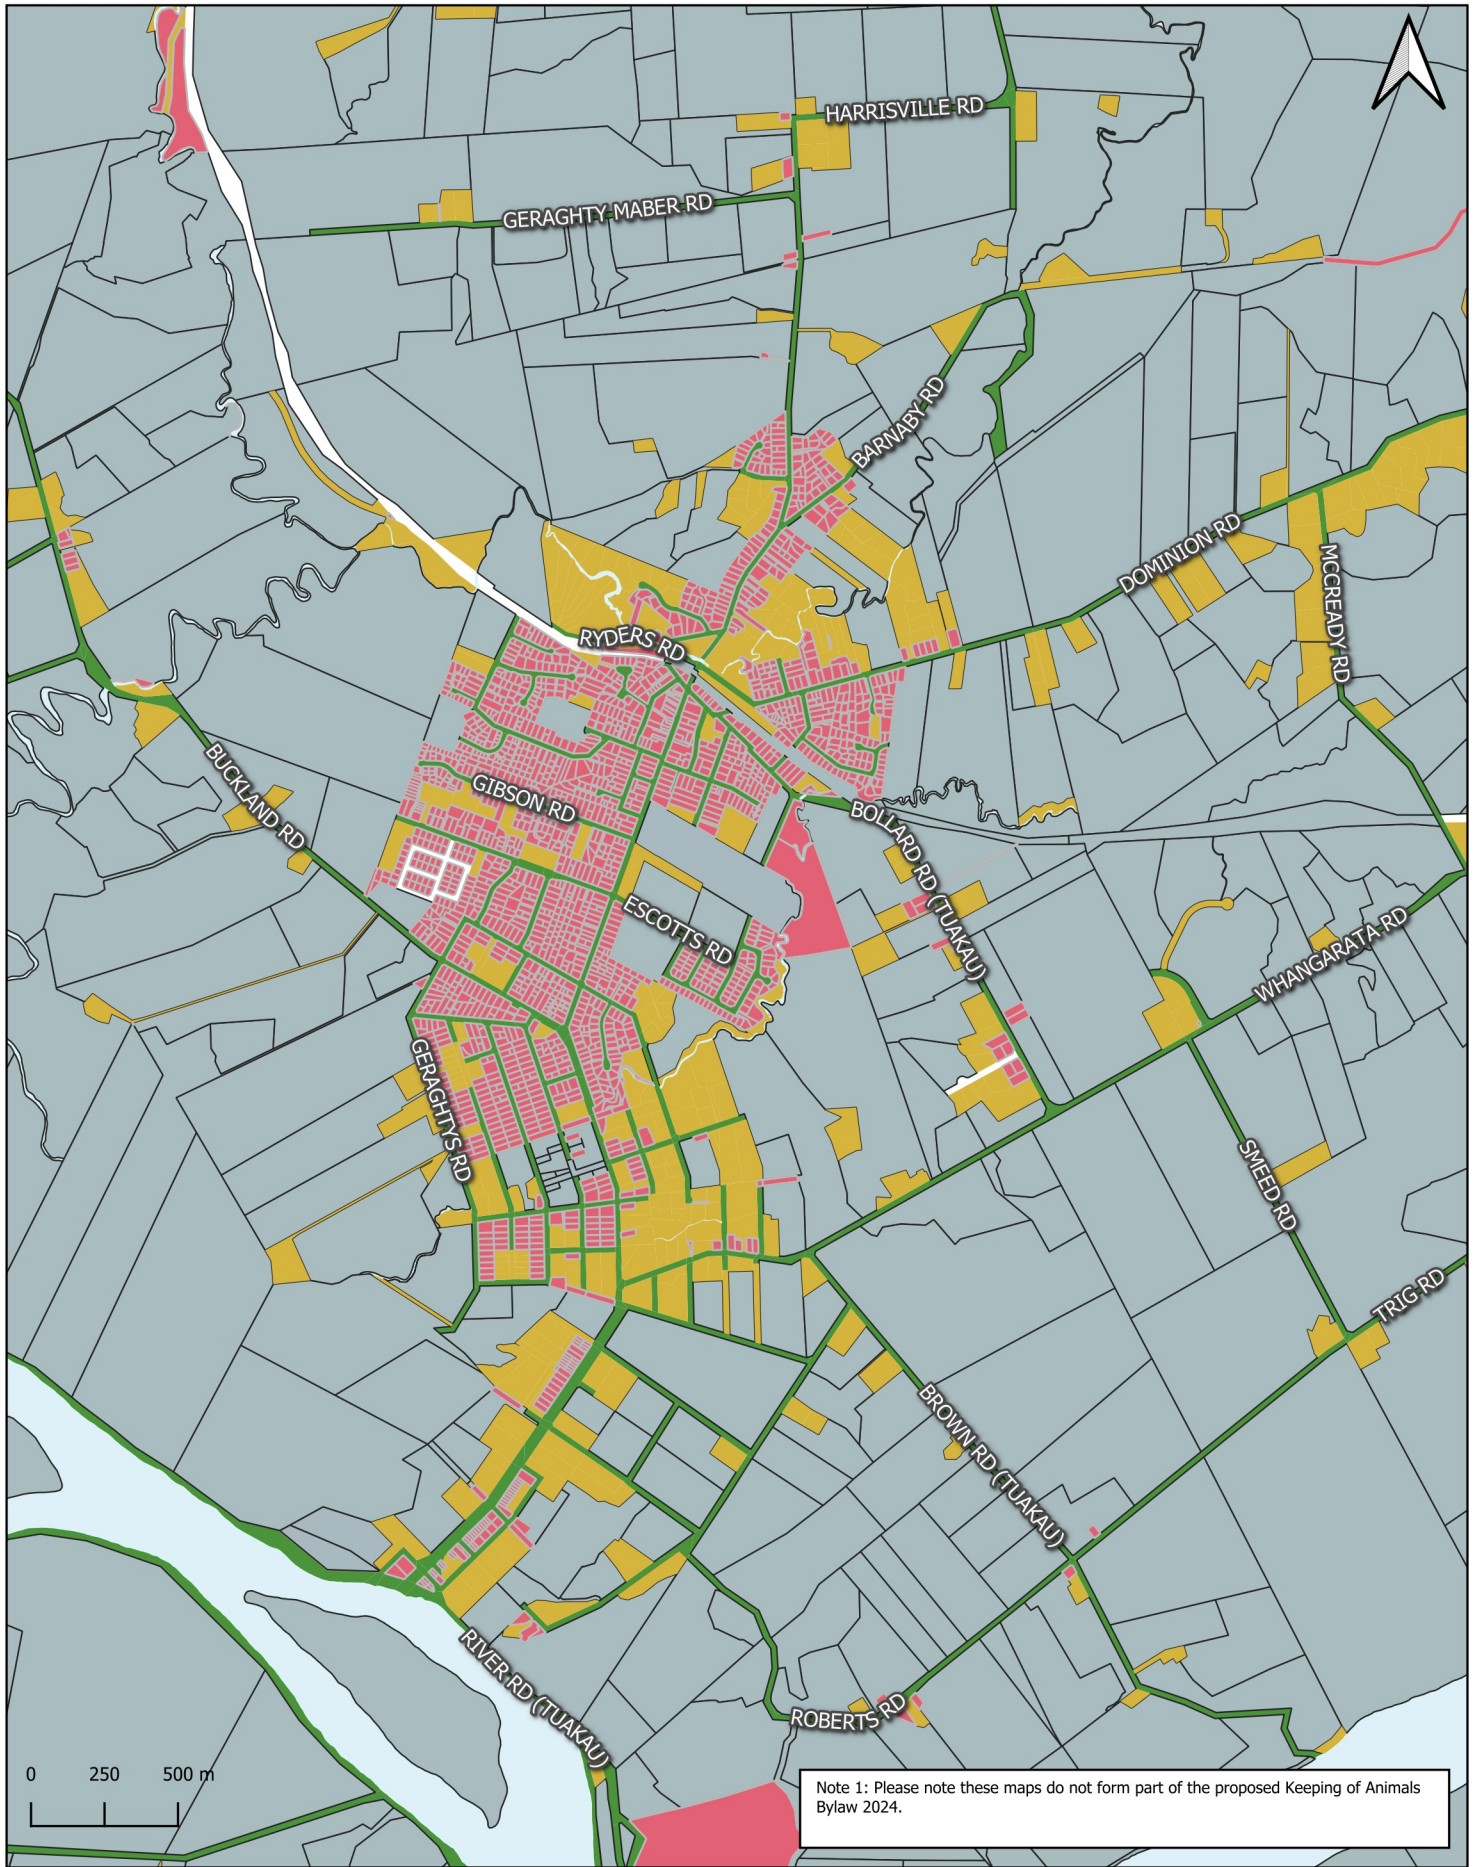 HARRISVILLE RD
GERAGHTY MABER RD
BARNABY RD
DOMINION RD
MCCREADY RD
RYDERS RD
BUCKLAND RD
GIBSON RD
BOLLARD RD (TUAKAU)
ESCOTTS RD
WHANGARATA RD
GERAGHTYS RD
SMEED RD
TRIG RD
BROWN RD (TUAKAU)
RIVER RD (TUAKAU)
ROBERTS RD
0 250 500 m
Note 1: Please note these maps do not form part of the proposed Keeping of Animals
Bylaw 2024.